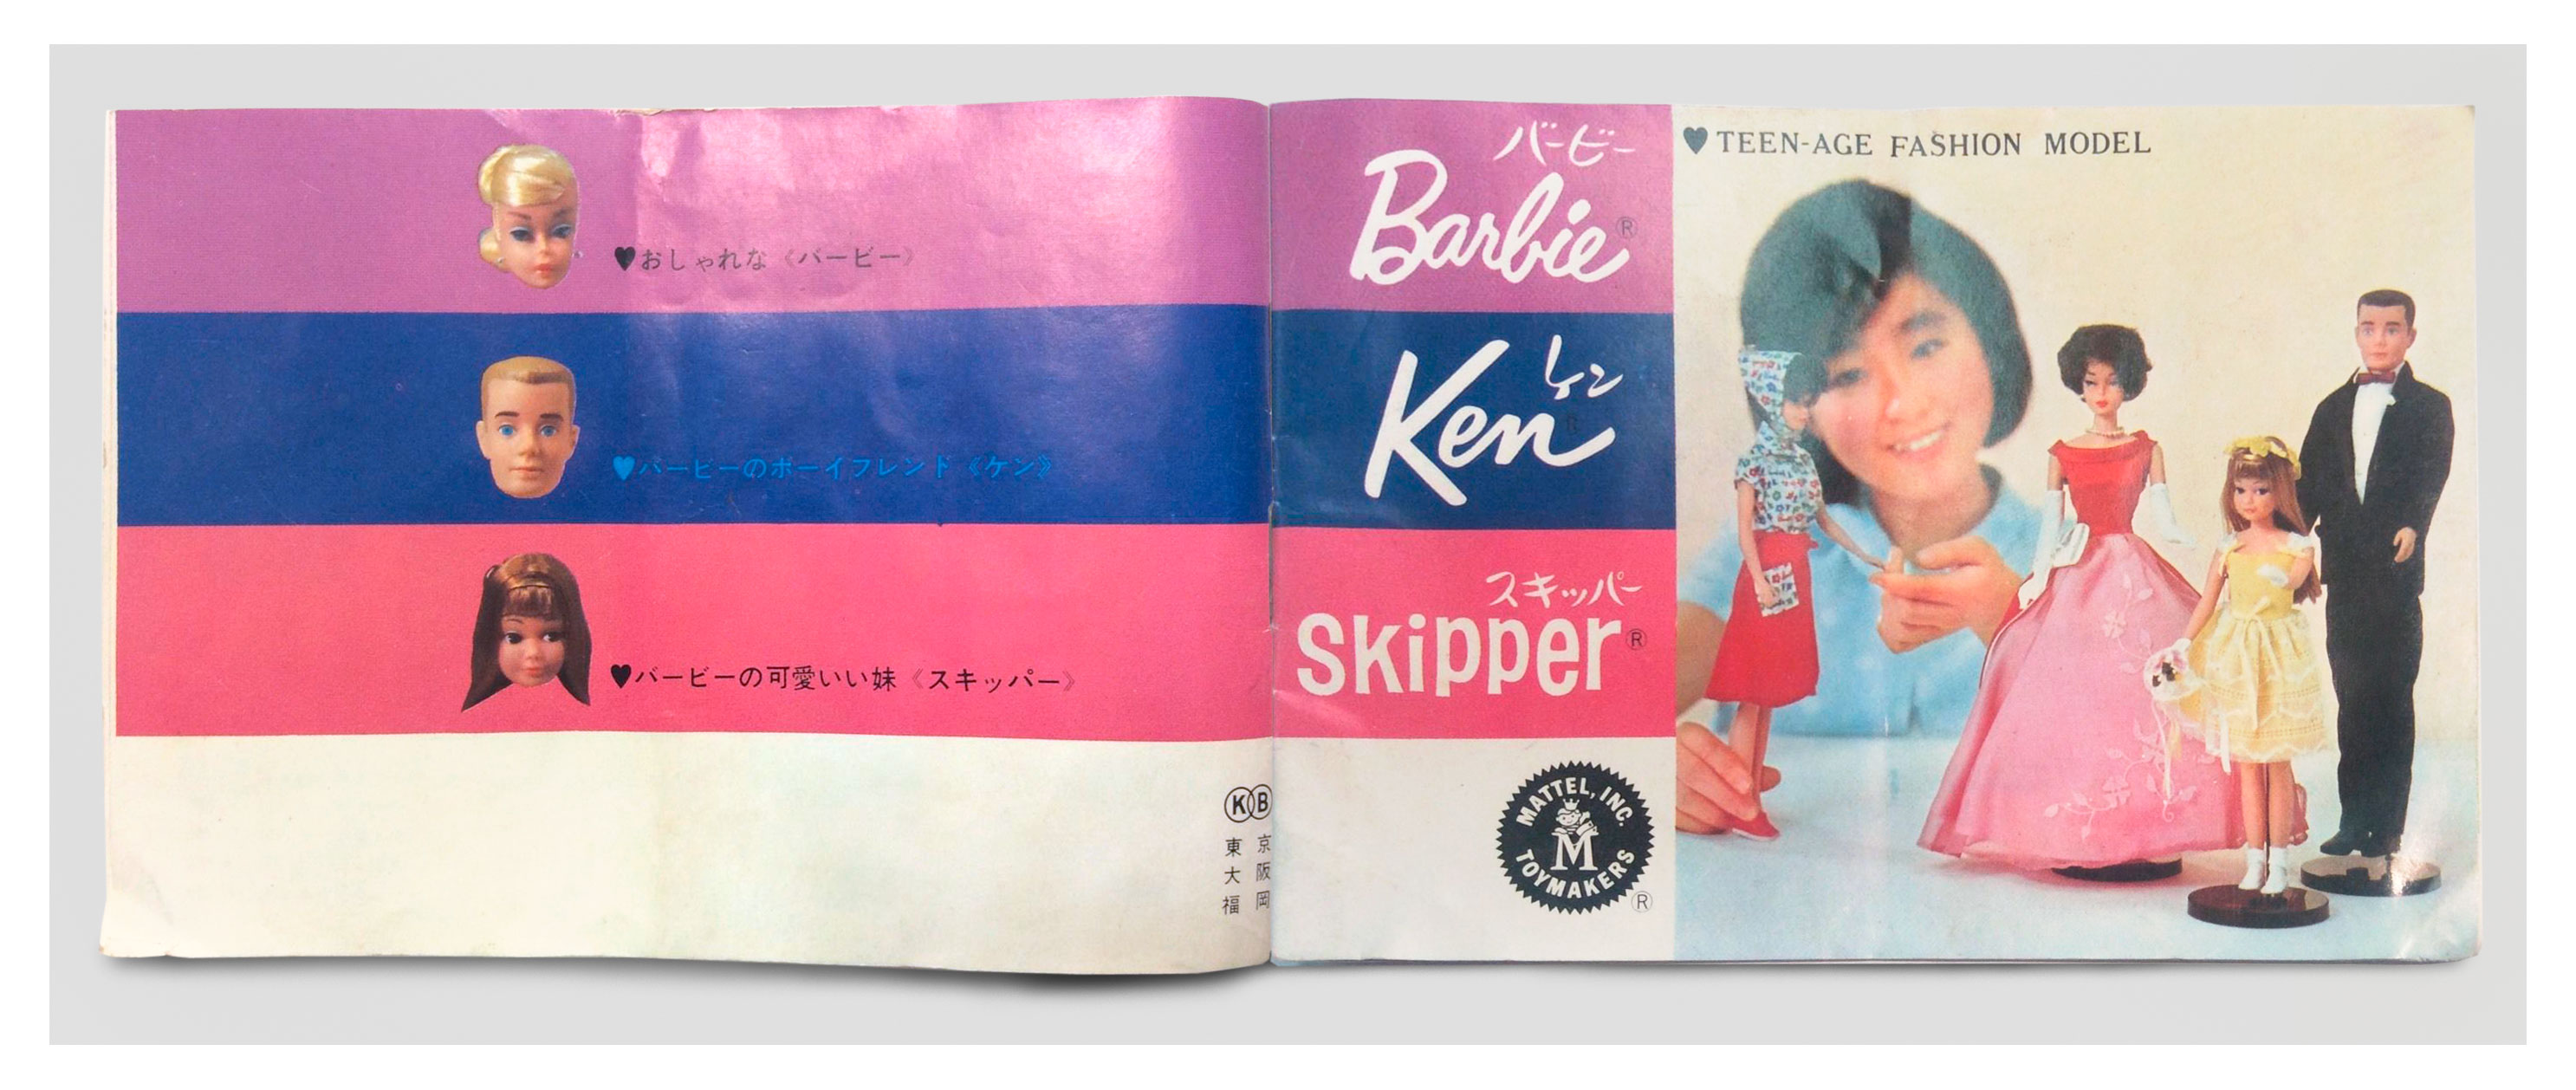 ♥おしゃれな《バービー》
♥バービーのボーイフレンド《ケン》
♥バービーの可愛いい妹《スキッパー》
KB
東京
大阪
福岡
バービー
Barbie®
ケン
Ken®
スキッパー
Skipper®
MATTEL, INC.
M
TOYMAKERS
®
♥TEEN-AGE FASHION MODEL